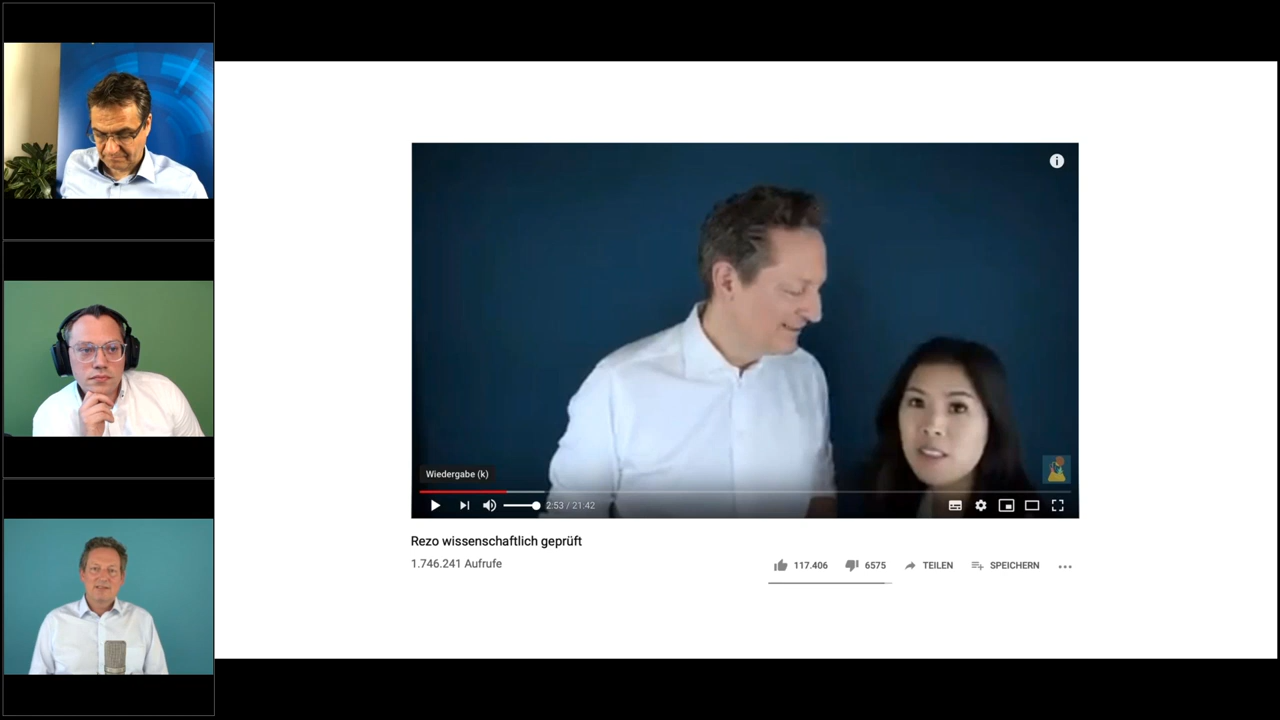 Wiedergabe (k)
2:53 / 21:42
Rezo wissenschaftlich geprüft
1.746.241 Aufrufe
117.406
6575
TEILEN
SPEICHERN